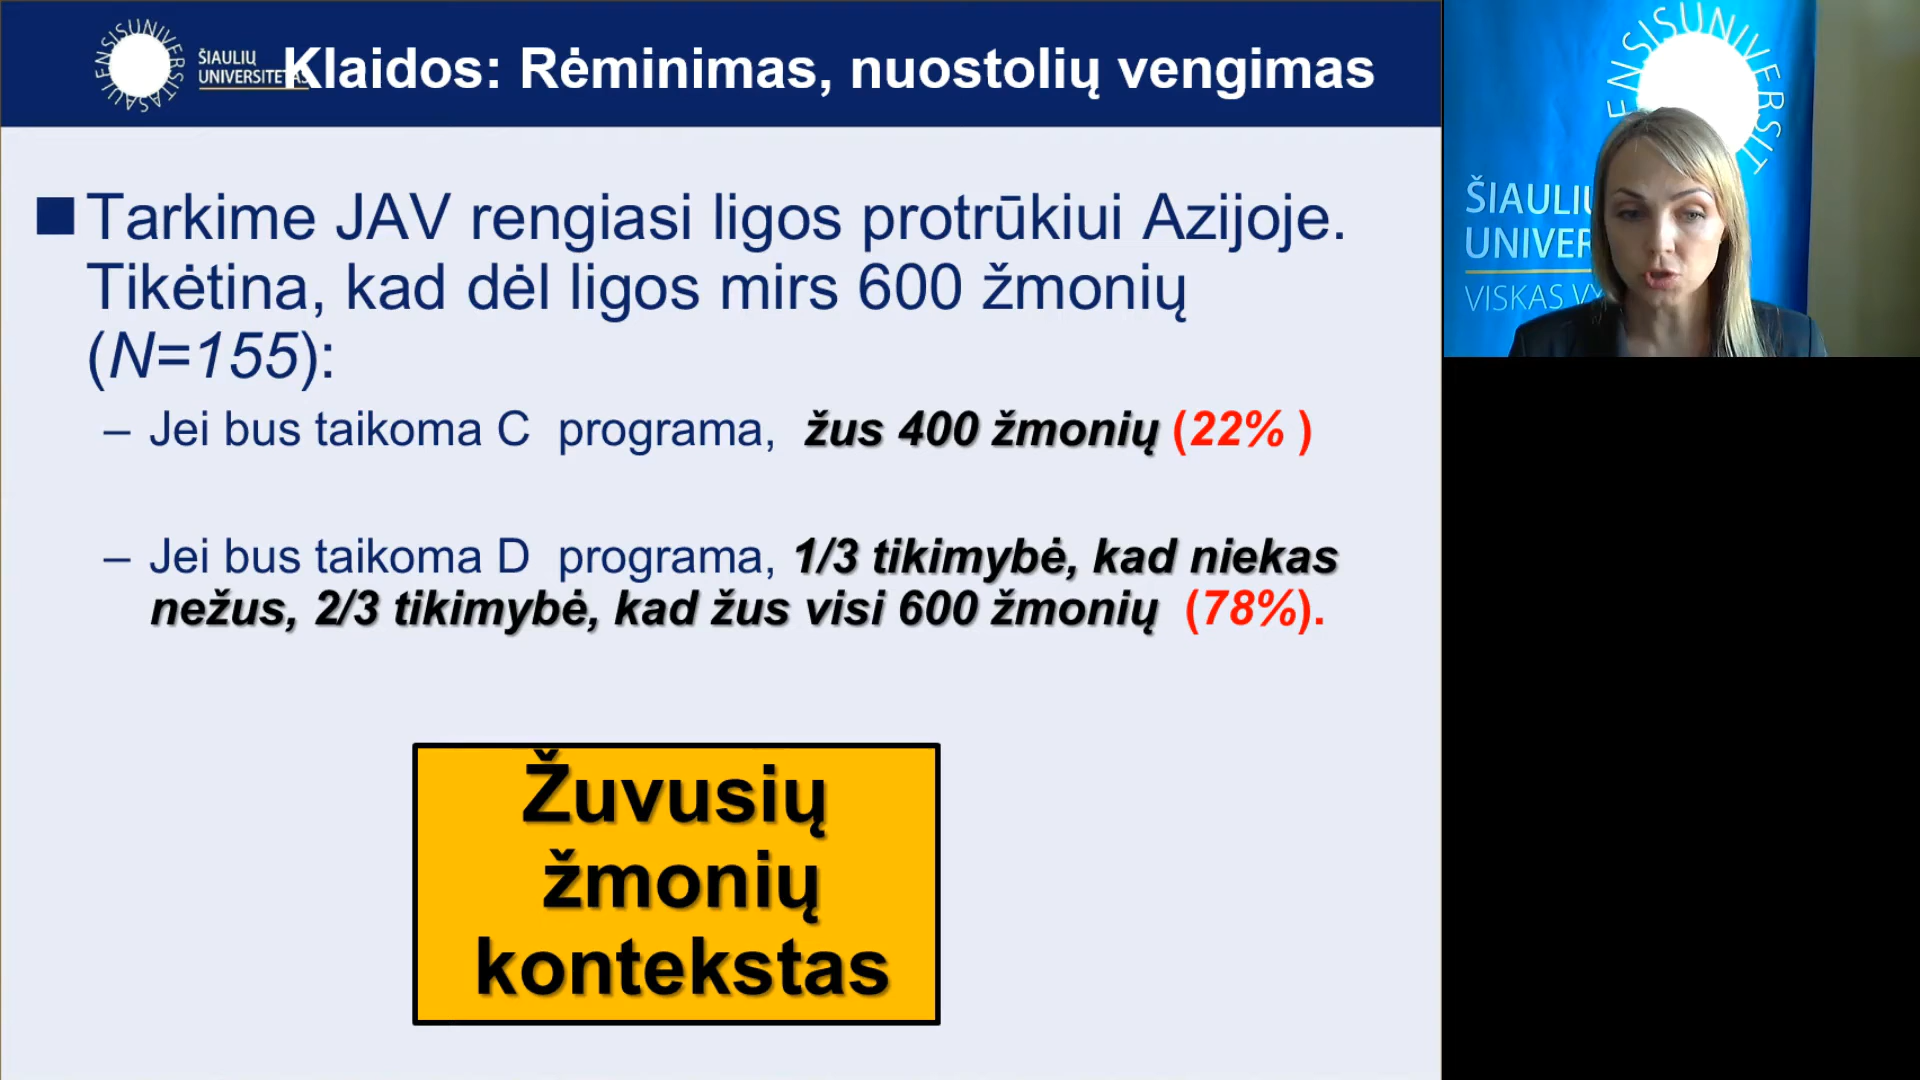 ŠIAULIŲ
UNIVERSITETAS
Klaidos: Rėminimas, nuostolių vengimas
Tarkime JAV rengiasi ligos protrūkiui Azijoje.
Tikėtina, kad dėl ligos mirs 600 žmonių
(N=155):
– Jei bus taikoma C programa, žus 400 žmonių (22% )
– Jei bus taikoma D programa, 1/3 tikimybė, kad niekas
nežus, 2/3 tikimybė, kad žus visi 600 žmonių (78%).
Žuvusių
žmonių
kontekstas
ENSISUNIVERSIT
VISKAS